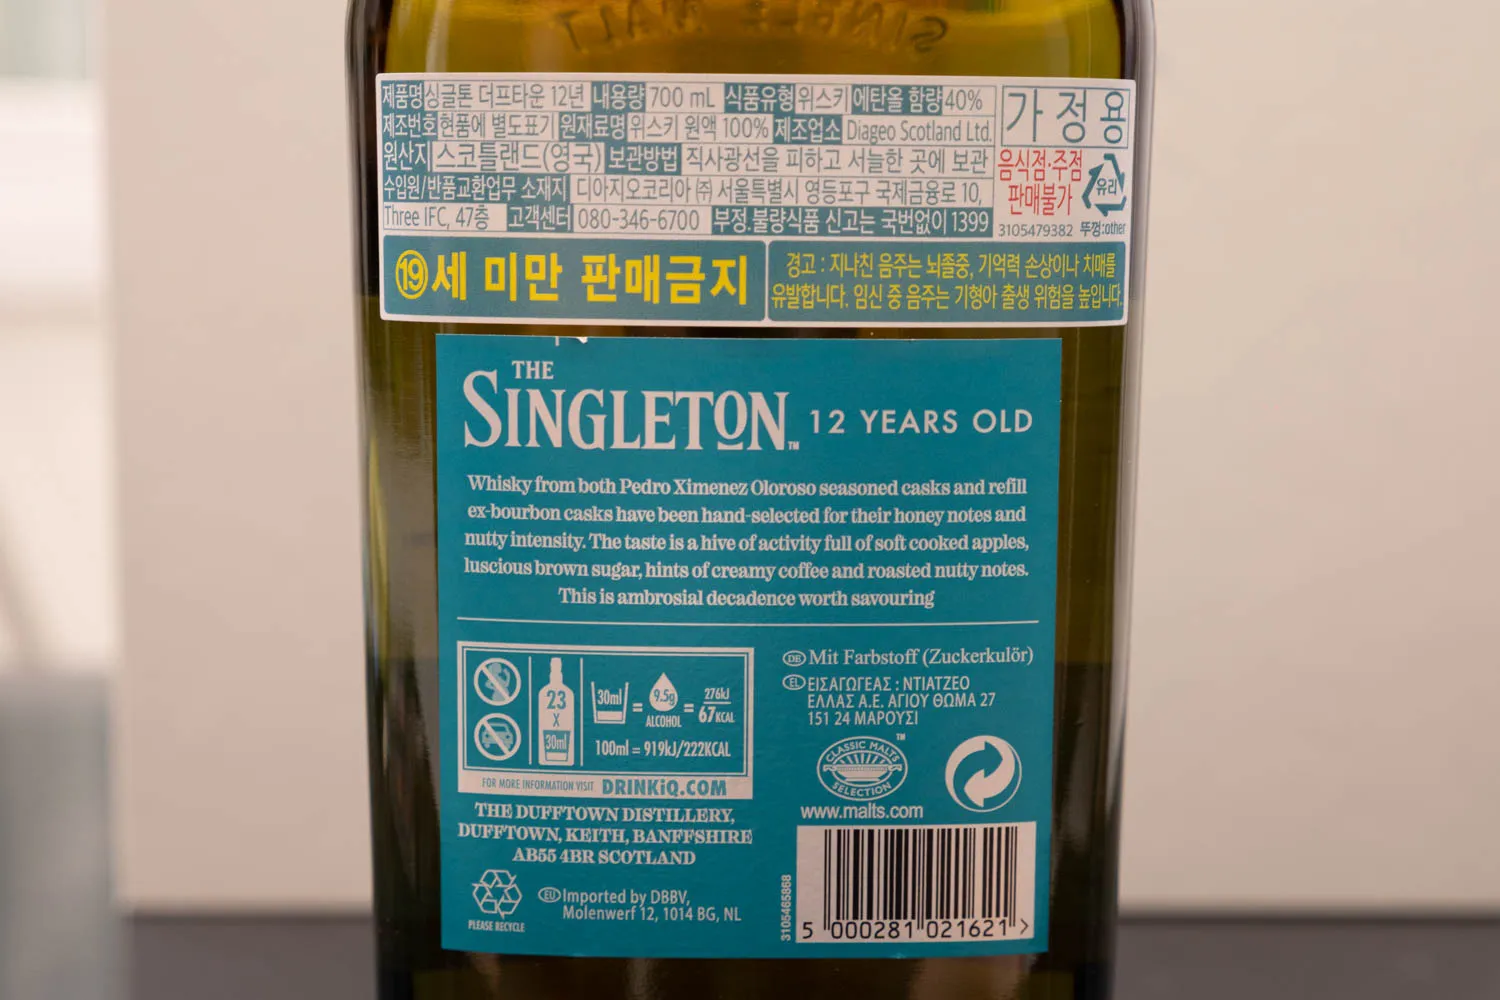 SINGLE MALT
제품명 싱글톤 더프타운 12년 내용량 700 mL 식품유형 위스키 에탄올 함량 40%
제조번호 현품에 별도표기 원재료명 위스키 원액 100% 제조업소 Diageo Scotland Ltd.
원산지 스코틀랜드(영국) 보관방법 직사광선을 피하고 서늘한 곳에 보관
수입원/반품교환업무 소재지 디아지오코리아 ㈜ 서울특별시 영등포구 국제금융로 10,
Three IFC, 47층 고객센터 080-346-6700 부정.불량식품 신고는 국번없이 1399
가정용
음식점·주점
판매불가
유리
3105479382 뚜껑:other
⑲세 미만 판매금지
경고 : 지나친 음주는 뇌졸중, 기억력 손상이나 치매를
유발합니다. 임신 중 음주는 기형아 출생 위험을 높입니다.
THE
SINGLETON™ 12 YEARS OLD
Whisky from both Pedro Ximenez Oloroso seasoned casks and refill
ex-bourbon casks have been hand-selected for their honey notes and
nutty intensity. The taste is a hive of activity full of soft cooked apples,
luscious brown sugar, hints of creamy coffee and roasted nutty notes.
This is ambrosial decadence worth savouring
23
X
30ml
30ml = 9.5g ALCOHOL = 276kJ 67KCAL
100ml = 919kJ/222KCAL
FOR MORE INFORMATION VISIT DRINKiQ.COM
THE DUFFTOWN DISTILLERY,
DUFFTOWN, KEITH, BANFFSHIRE
AB55 4BR SCOTLAND
PLEASE RECYCLE
EU Imported by DBBV,
Molenwerf 12, 1014 BG, NL
DE Mit Farbstoff (Zuckerkulör)
EL ΕΙΣΑΓΩΓΕΑΣ : ΝΤΙΑΤΖΕΟ
ΕΛΛΑΣ Α.Ε. ΑΓΙΟΥ ΘΩΜΑ 27
151 24 ΜΑΡΟΥΣΙ
CLASSIC MALTS
SELECTION
™
www.malts.com
3105465868
5 000281 021621 >